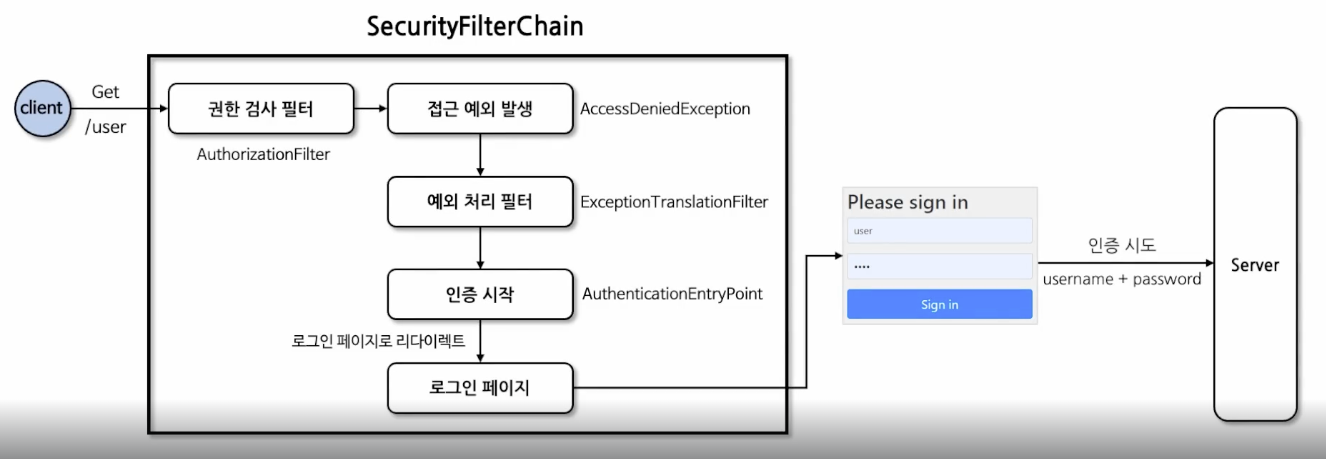 SecurityFilterChain
client
Get
/user
권한 검사 필터
AuthorizationFilter
접근 예외 발생
AccessDeniedException
예외 처리 필터
ExceptionTranslationFilter
인증 시작
AuthenticationEntryPoint
로그인 페이지로 리다이렉트
로그인 페이지
Please sign in
user
••••
Sign in
인증 시도
username + password
Server